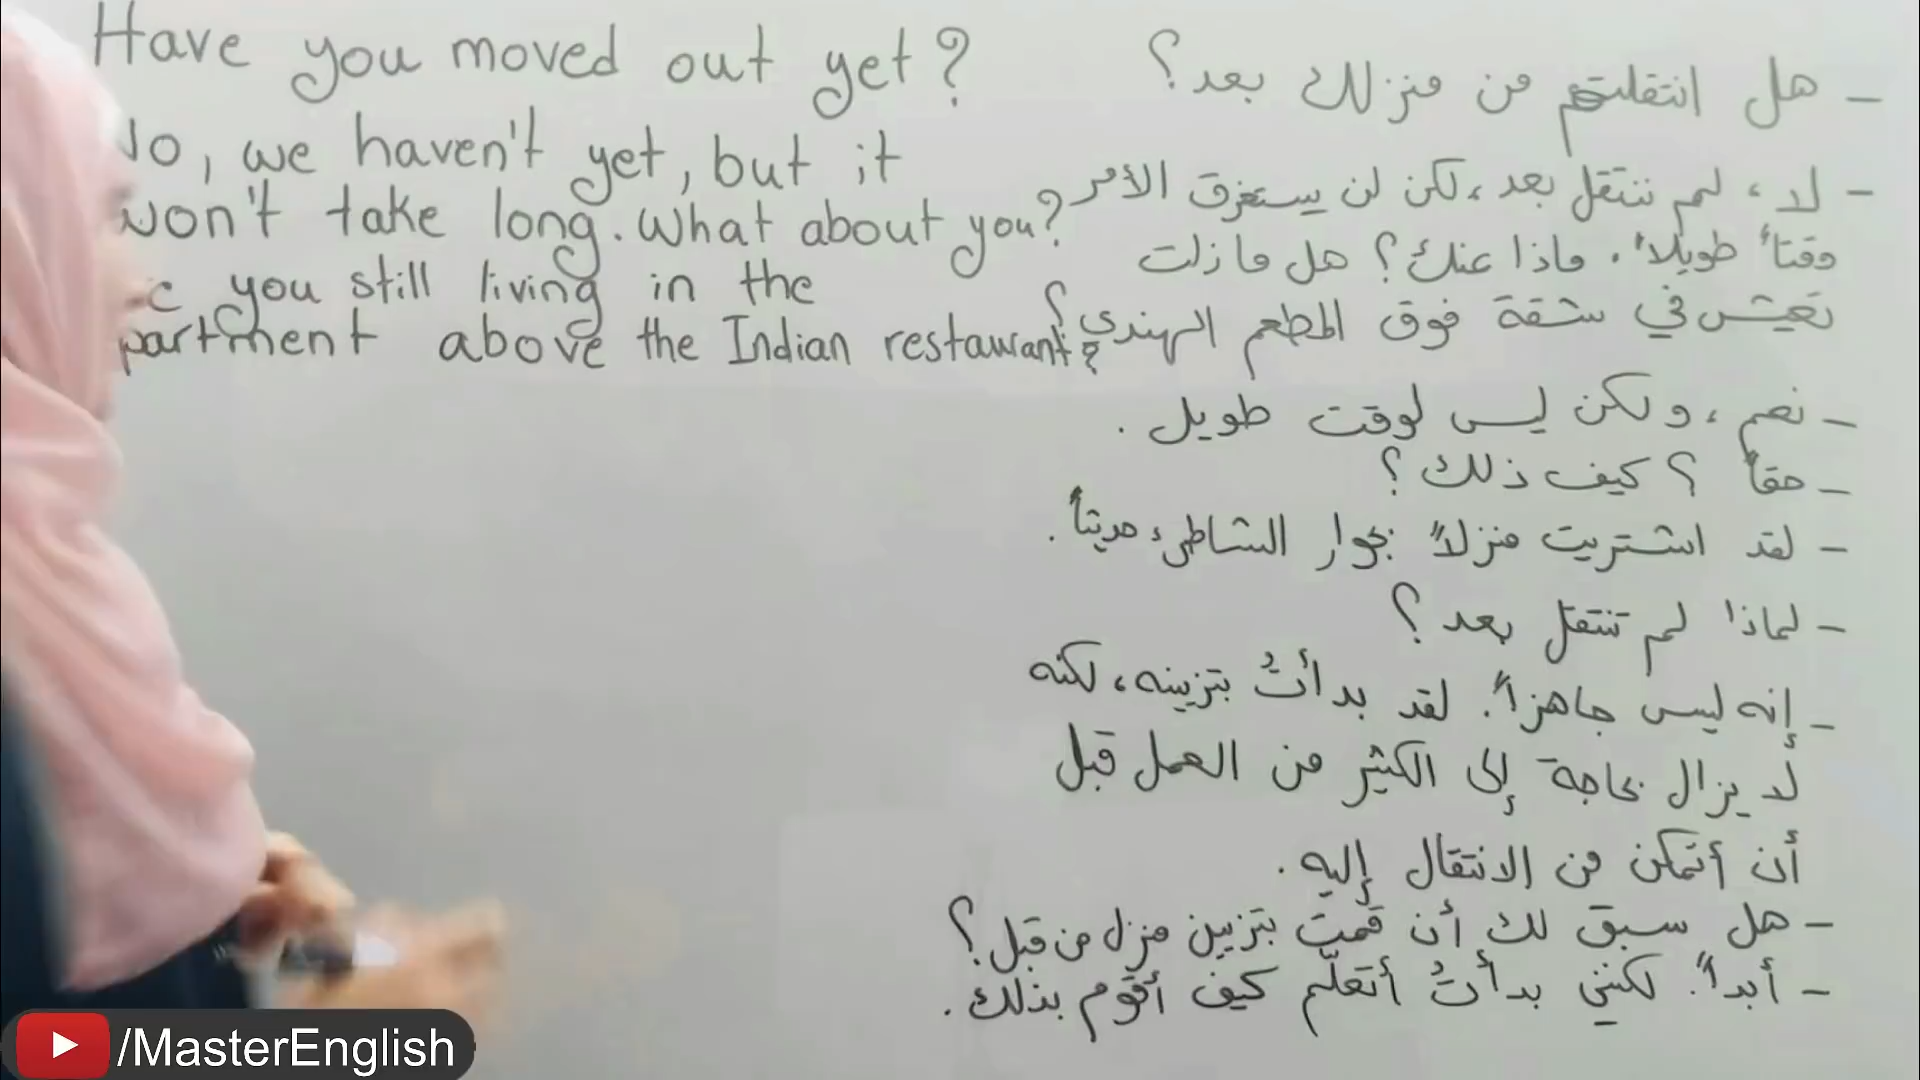 Have you moved out yet?
No, we haven't yet, but it
won't take long. What about you?
you still living in the
partment above the Indian restaurant?
- هل انتقلتم من منزلك بعد؟
- لا، لم ننتقل بعد، لكن لن يستغرق الأمر
وقتاً طويلاً. ماذا عنك؟ هل مازلت
تعيش في شقة فوق المطعم الهندي؟
- نعم، ولكن ليس لوقت طويل.
- حقاً؟ كيف ذلك؟
- لقد اشتريت منزلاً بجوار الشاطئ حديثاً.
- لماذا لم تنتقل بعد؟
- إنه ليس جاهزاً. لقد بدأتُ بتزيينه، لكنه
لا يزال بحاجة إلى الكثير من العمل قبل
أن أتمكن من الانتقال إليه.
- هل سبق لك أن قمت بتزيين منزل من قبل؟
- أبداً. لكنني بدأتُ أتعلّم كيف أقوم بذلك.
/MasterEnglish